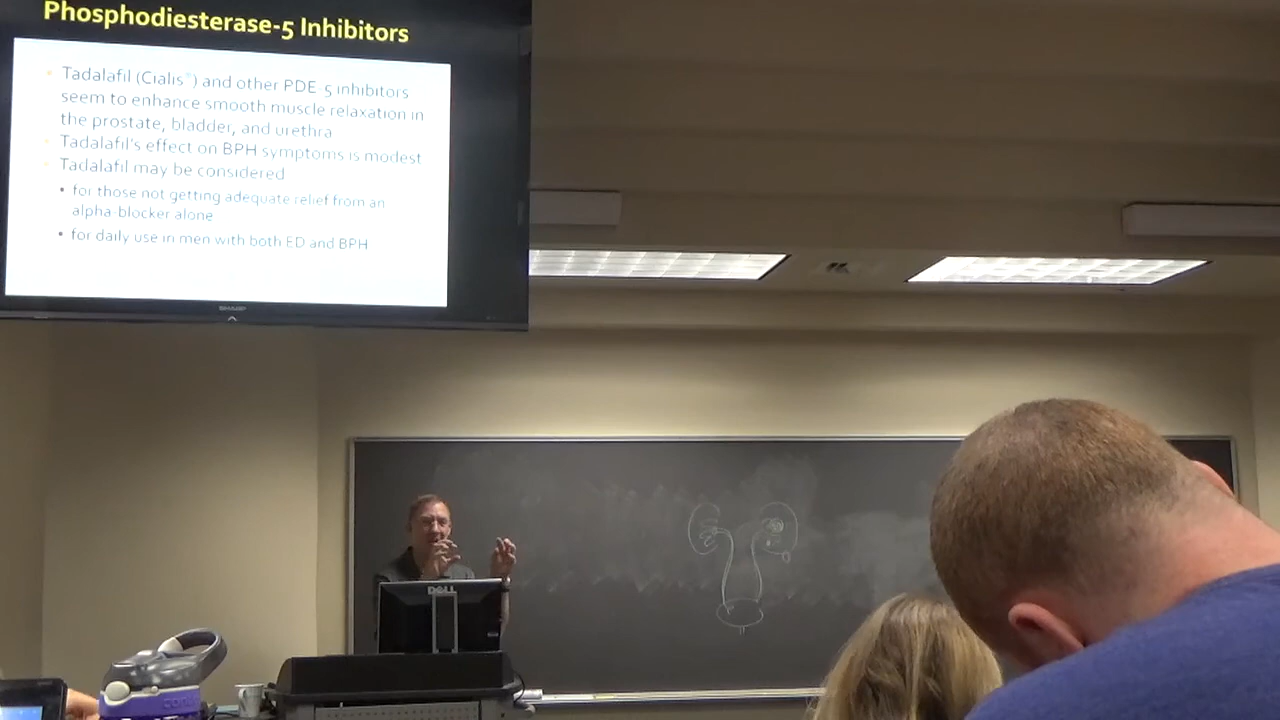 Phosphodiesterase-5 Inhibitors
Tadalafil (Cialis®) and other PDE-5 inhibitors
seem to enhance smooth muscle relaxation in
the prostate, bladder, and urethra
Tadalafil's effect on BPH symptoms is modest
Tadalafil may be considered
for those not getting adequate relief from an
alpha-blocker alone
for daily use in men with both ED and BPH
SHARP
DELL